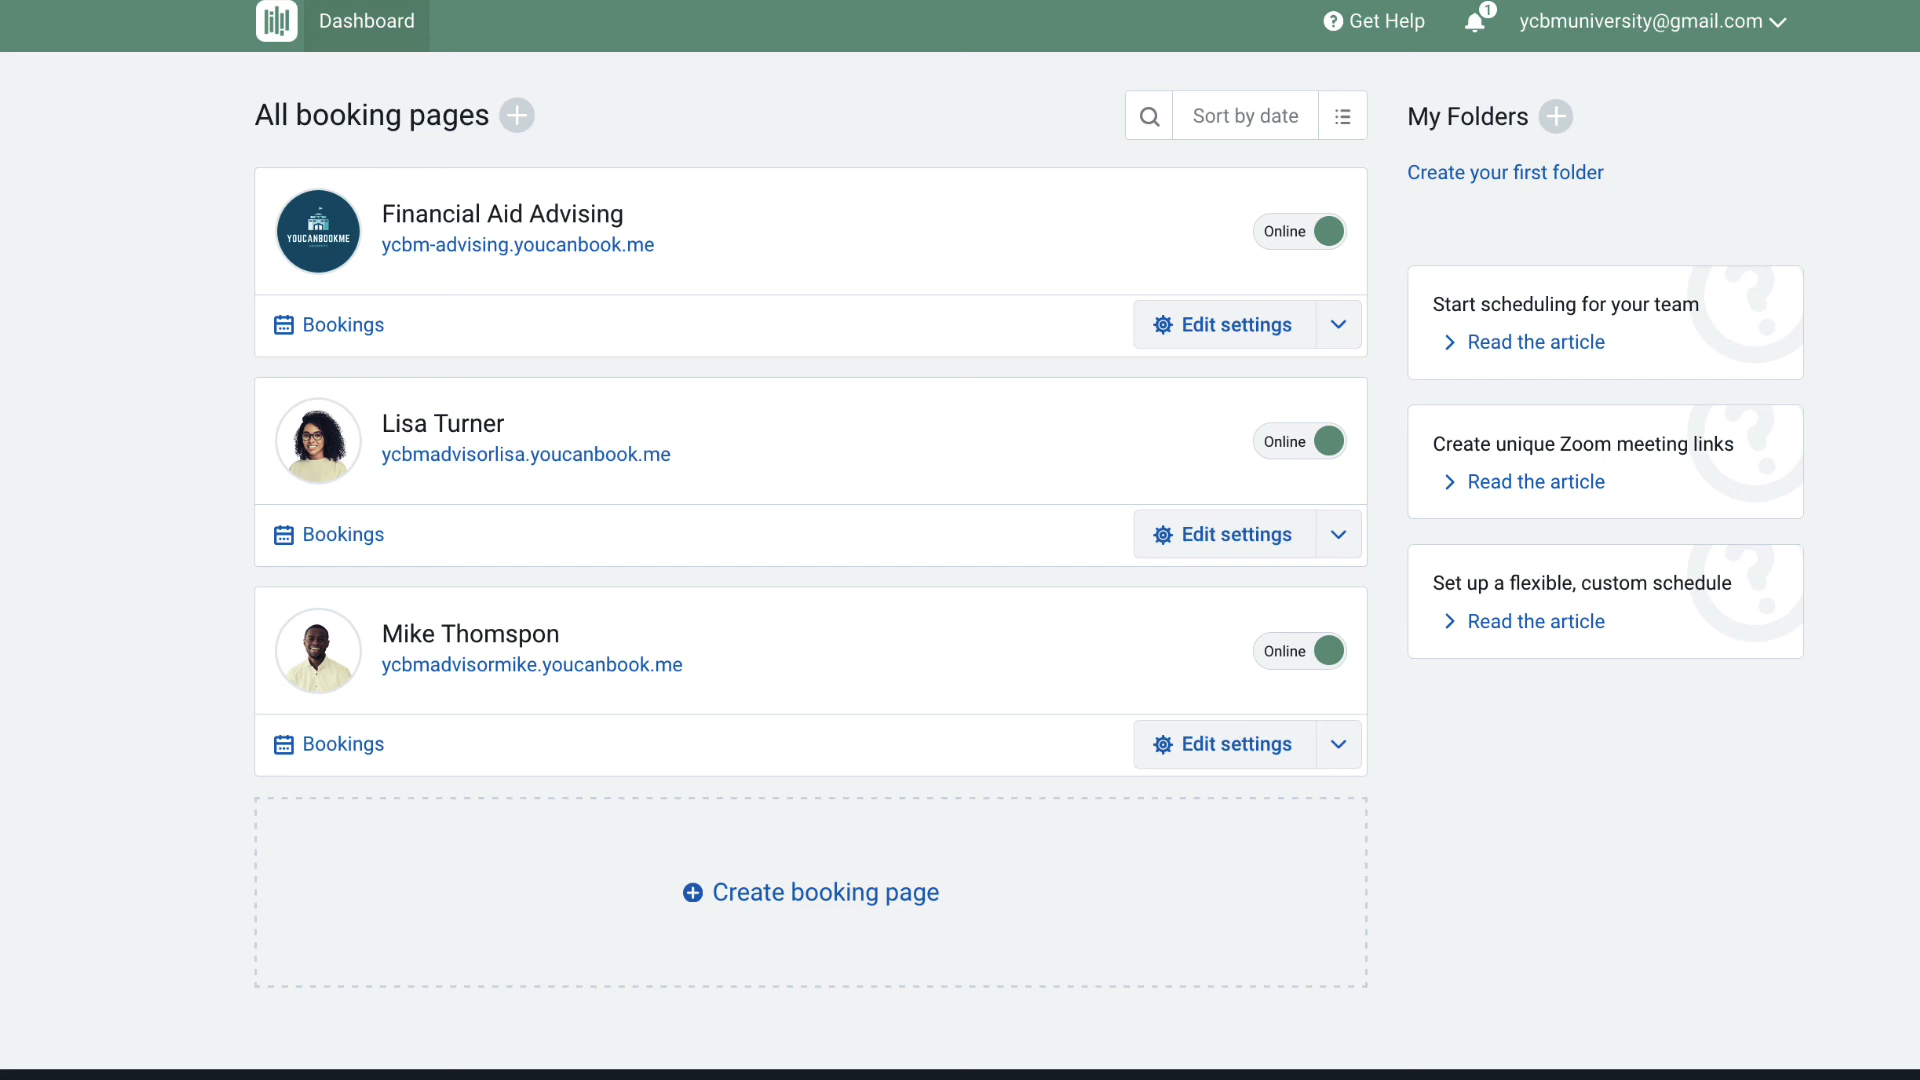 Dashboard
Get Help
1
ycbmuniversity@gmail.com
All booking pages
Sort by date
My Folders
Create your first folder
YOUCANBOOKME
Financial Aid Advising
ycbm-advising.youcanbook.me
Online
Bookings
Edit settings
Lisa Turner
ycbmadvisorlisa.youcanbook.me
Online
Bookings
Edit settings
Mike Thomspon
ycbmadvisormike.youcanbook.me
Online
Bookings
Edit settings
Create booking page
Start scheduling for your team
Read the article
Create unique Zoom meeting links
Read the article
Set up a flexible, custom schedule
Read the article